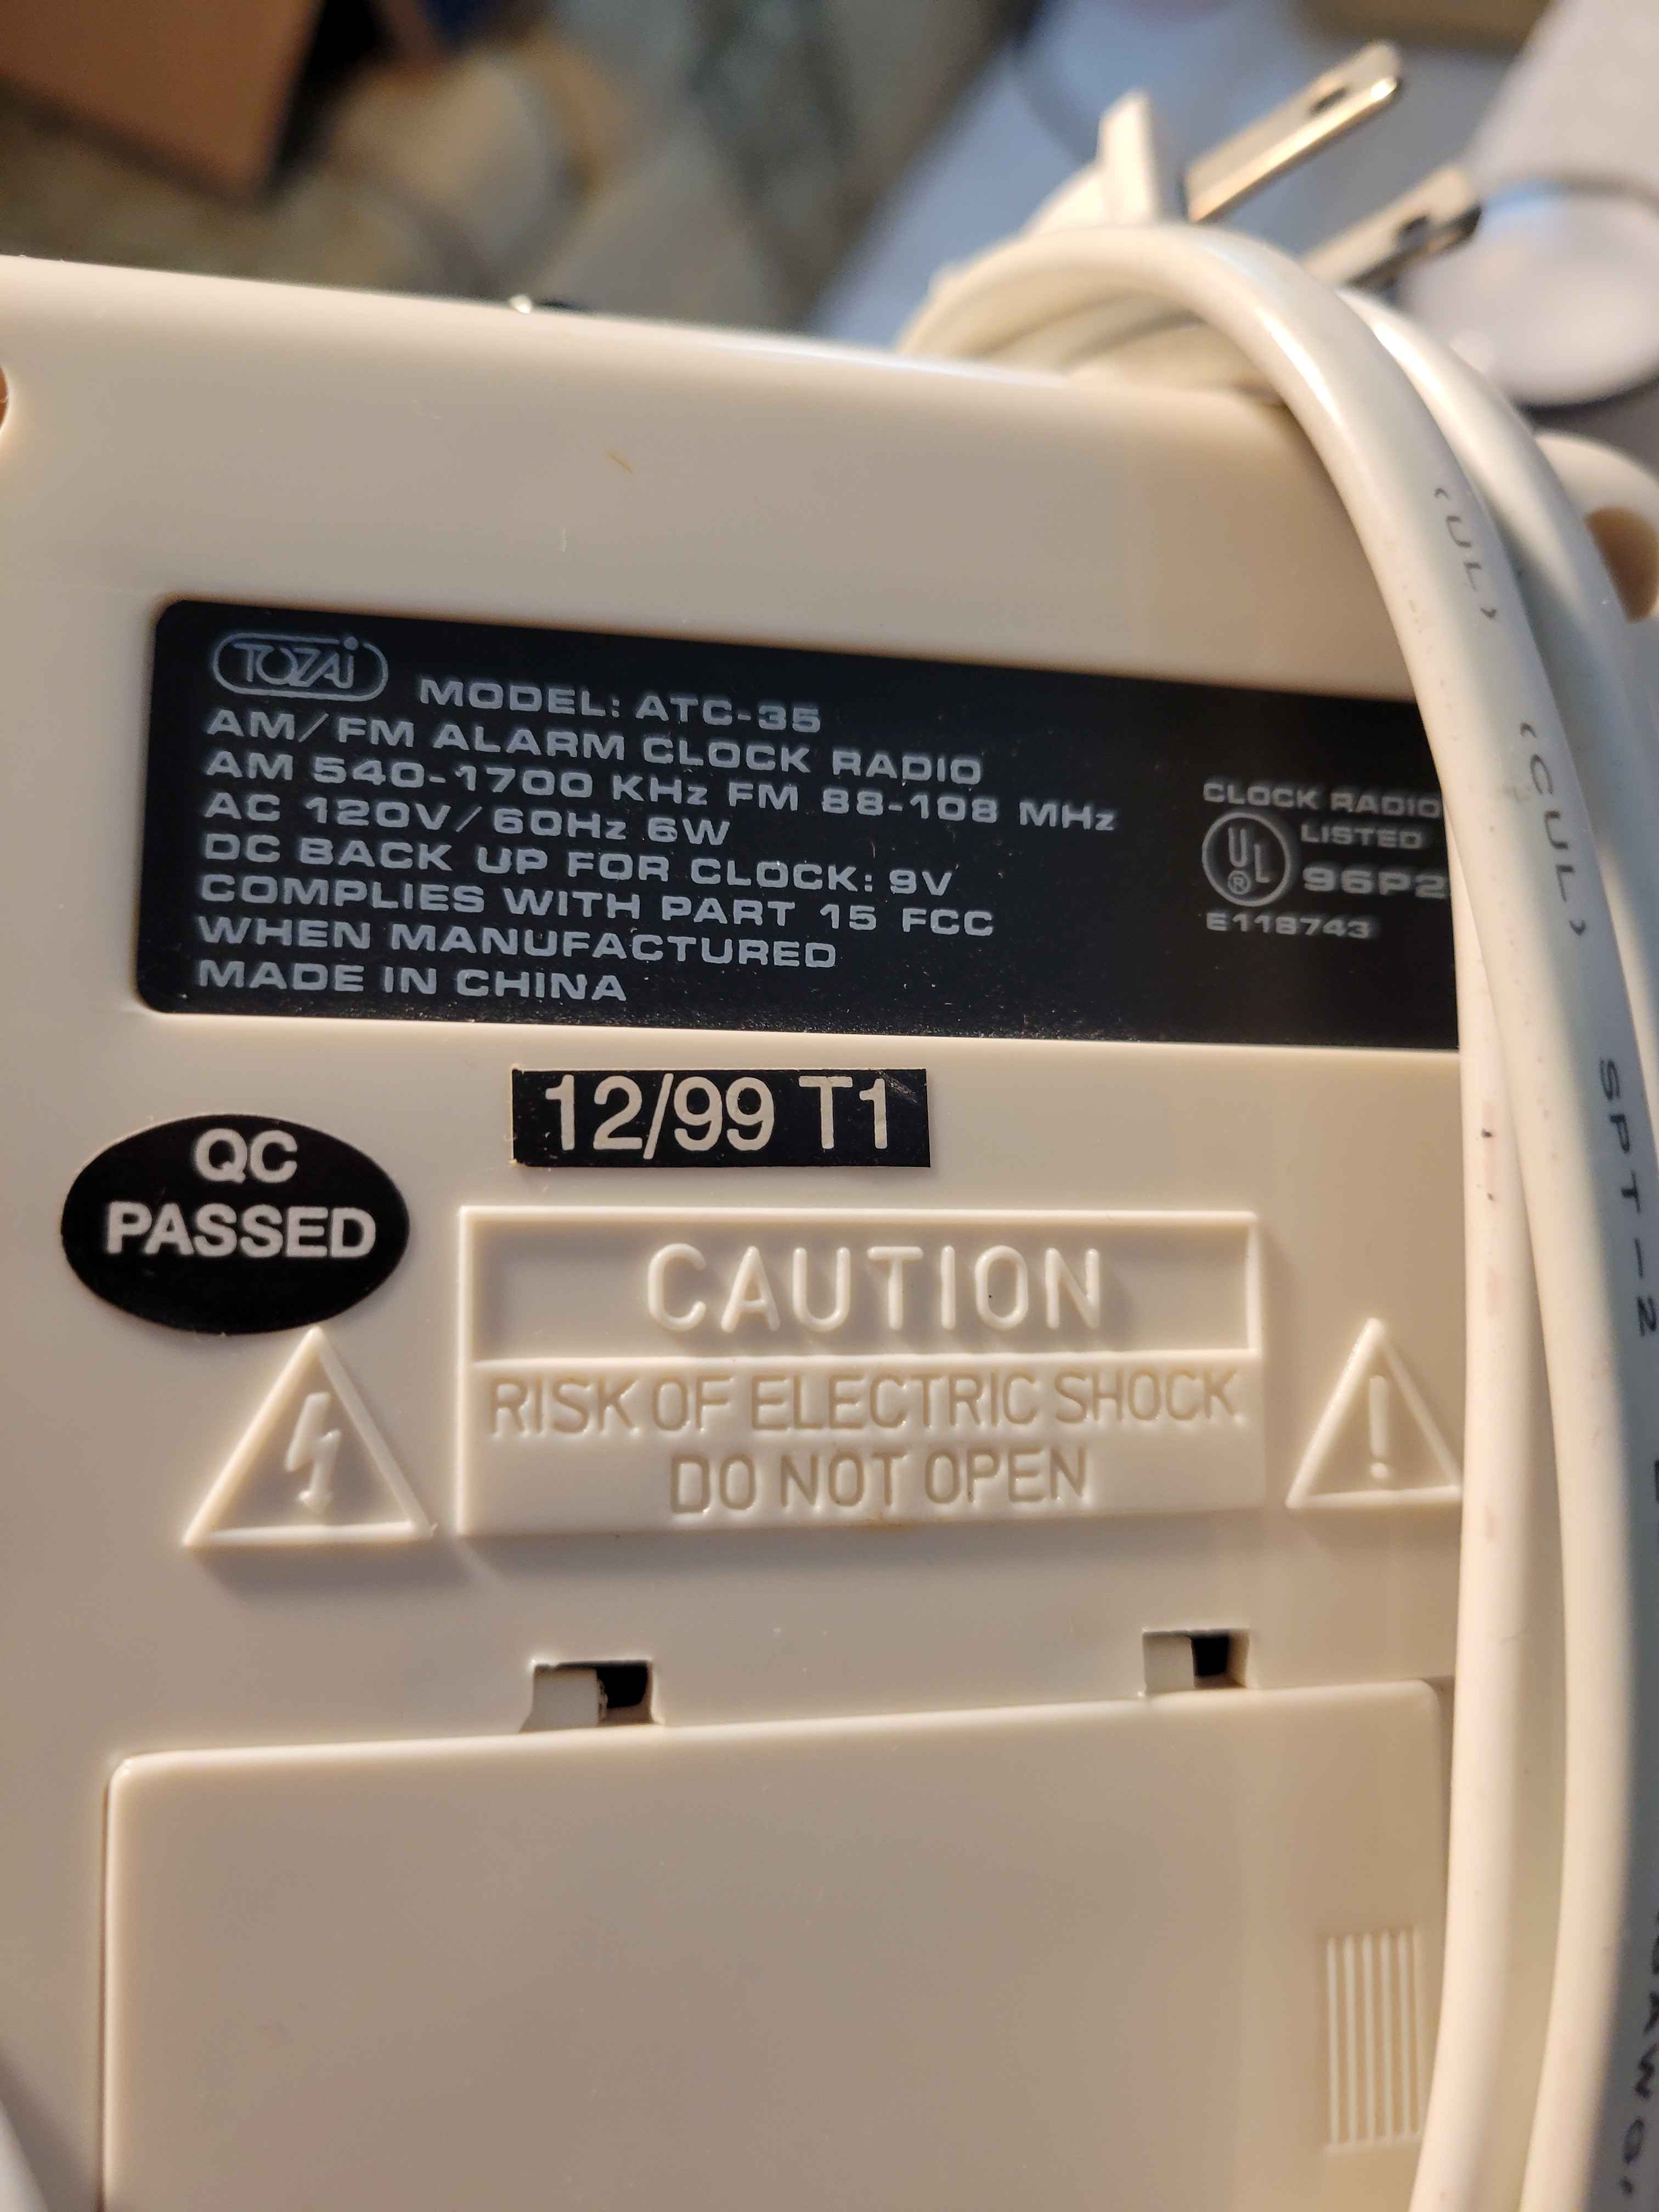 TOZAi MODEL: ATC-35
AM/FM ALARM CLOCK RADIO
AM 540-1700 KHz FM 88-108 MHz
AC 120V/60Hz 6W
DC BACK UP FOR CLOCK: 9V
COMPLIES WITH PART 15 FCC
WHEN MANUFACTURED
MADE IN CHINA
CLOCK RADIO
UL® LISTED
96P2
E118743
12/99 T1
QC
PASSED
CAUTION
RISK OF ELECTRIC SHOCK.
DO NOT OPEN
(UL)
(CUL) SPT-2